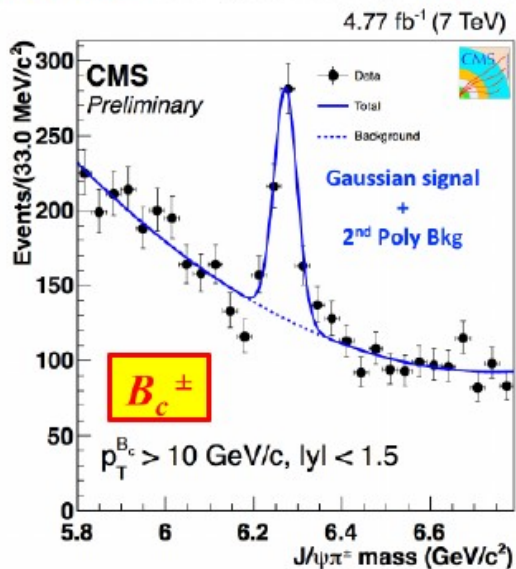 4.77 fb⁻¹ (7 TeV)
CMS
Preliminary
CMS
Data
Total
Background
Gaussian signal
+
2nd Poly Bkg
B_c^±
p_T^{B_c} > 10 GeV/c, |y| < 1.5
Events/(33.0 MeV/c²)
300
250
200
150
100
50
0
5.8 6 6.2 6.4 6.6
J/ψπ± mass (GeV/c²)